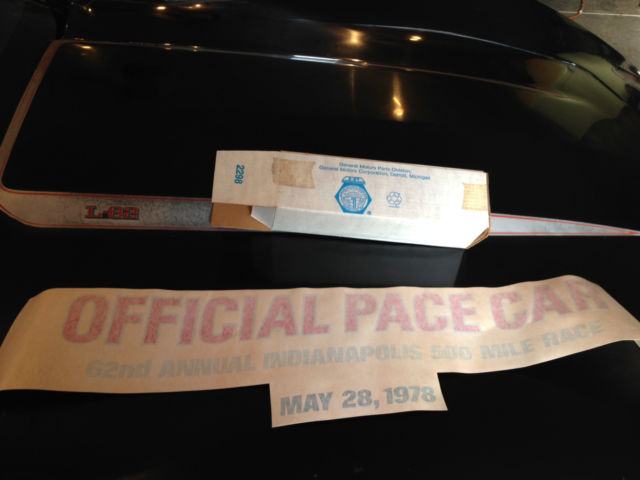 General Motors Parts Division,
General Motors Corporation, Detroit, Michigan
2298
L-82
OFFICIAL PACE CAR
62nd ANNUAL INDIANAPOLIS 500 MILE RACE
MAY 28, 1978